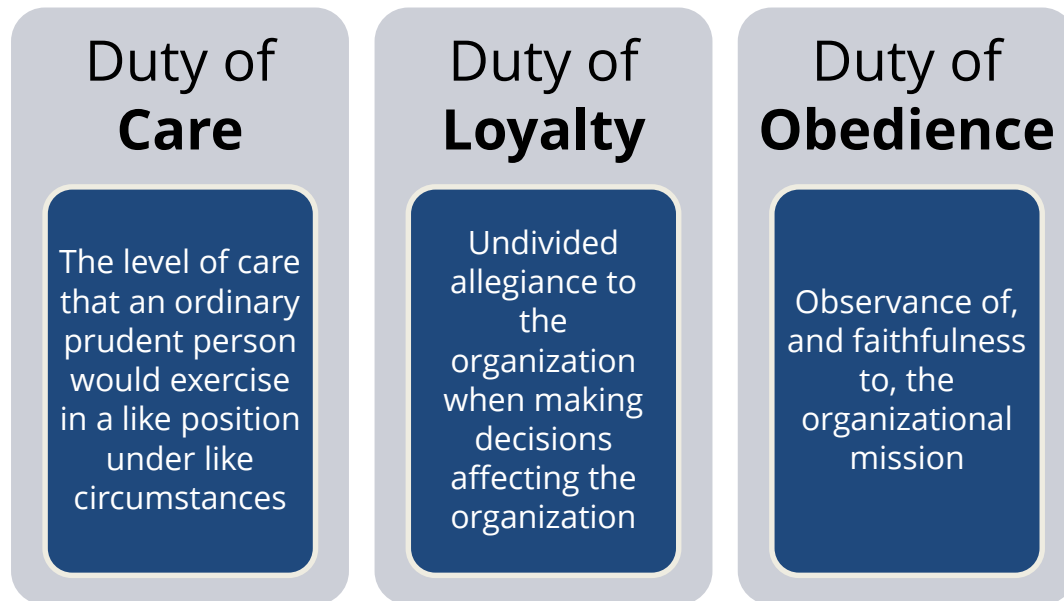 Duty of
Care
The level of care
that an ordinary
prudent person
would exercise
in a like position
under like
circumstances
Duty of
Loyalty
Undivided
allegiance to
the
organization
when making
decisions
affecting the
organization
Duty of
Obedience
Observance of,
and faithfulness
to, the
organizational
mission